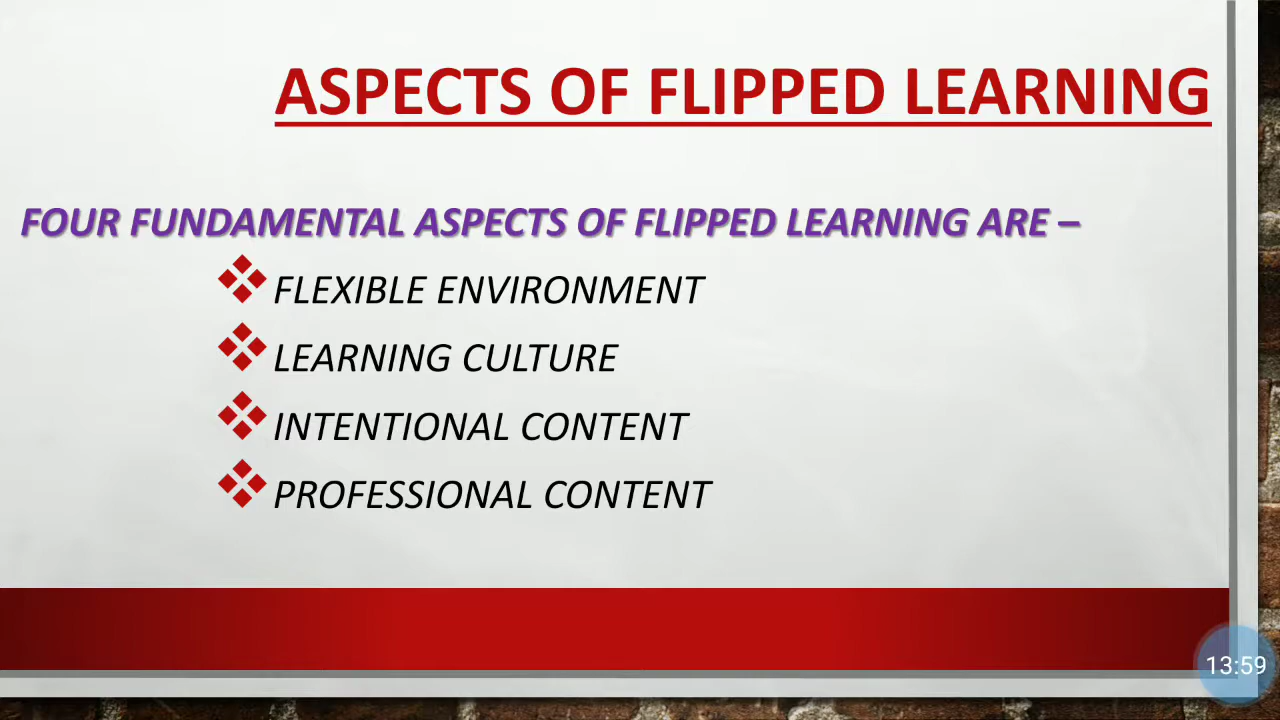 ASPECTS OF FLIPPED LEARNING
FOUR FUNDAMENTAL ASPECTS OF FLIPPED LEARNING ARE –
FLEXIBLE ENVIRONMENT
LEARNING CULTURE
INTENTIONAL CONTENT
PROFESSIONAL CONTENT
13:59